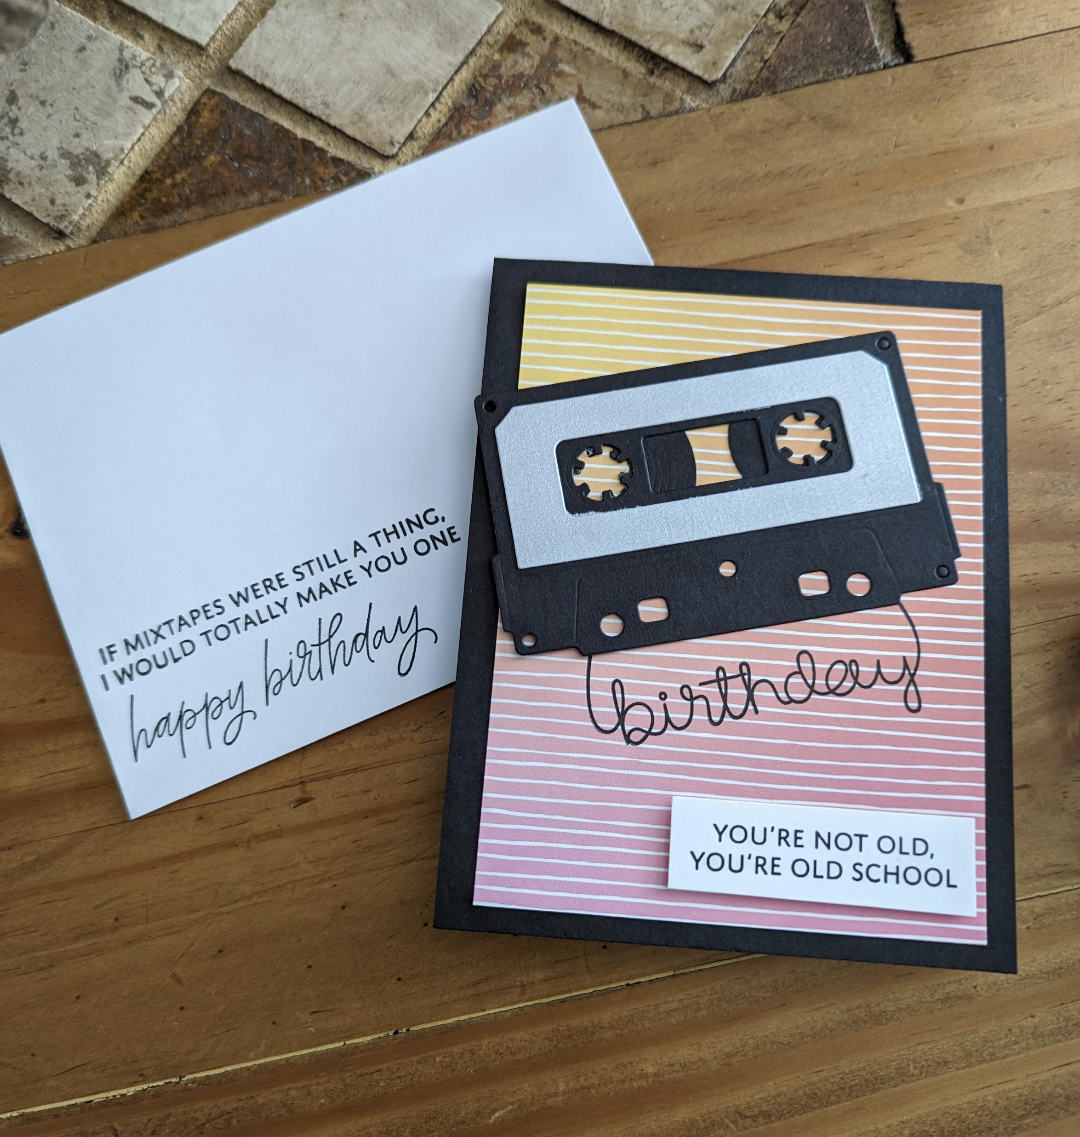 IF MIXTAPES WERE STILL A THING,
I WOULD TOTALLY MAKE YOU ONE
happy birthday
birthday
YOU'RE NOT OLD,
YOU'RE OLD SCHOOL